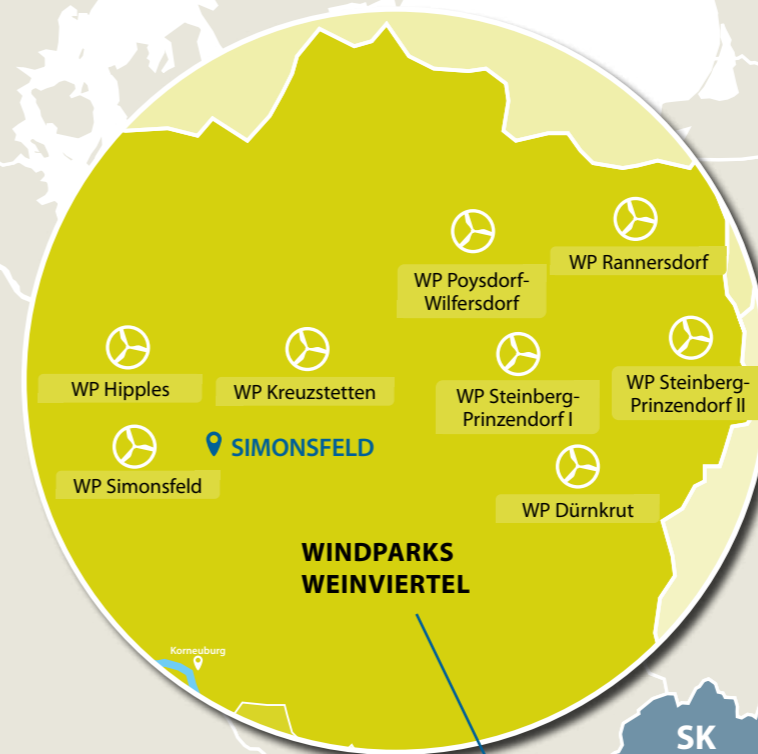 WP Poysdorf-
Wilfersdorf
WP Rannersdorf
WP Hipples
WP Kreuzstetten
WP Steinberg-
Prinzendorf I
WP Steinberg-
Prinzendorf II
WP Simonsfeld
SIMONSFELD
WP Dürnkrut
WINDPARKS
WEINVIERTEL
Korneuburg
SK